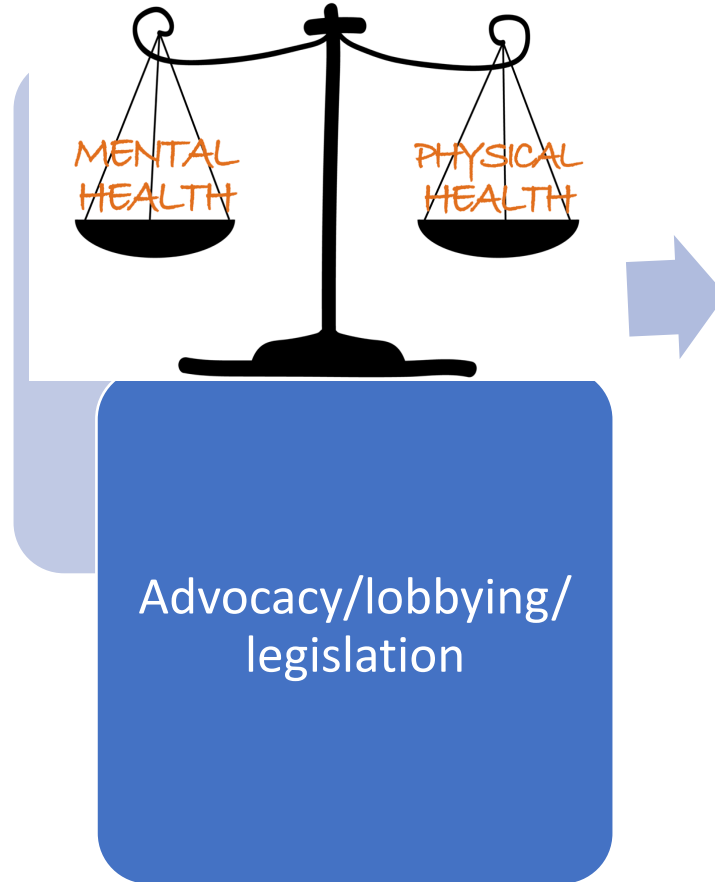 MENTAL
HEALTH
PHYSICAL
HEALTH
Advocacy/lobbying/
legislation